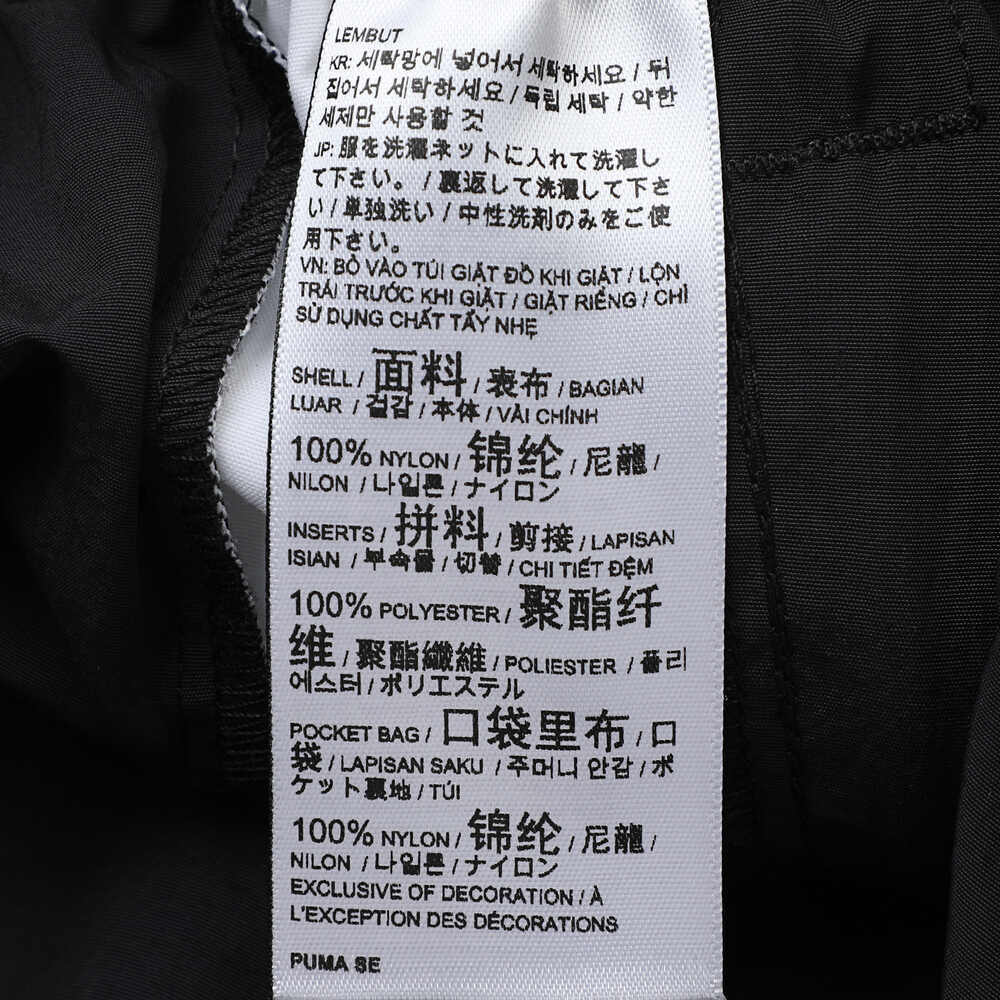 LEMBUT
KR: 세탁망에 넣어서 세탁하세요 / 뒤
집어서 세탁하세요 / 독립 세탁 / 약한
세제만 사용할 것
JP: 服を洗濯ネットに入れて洗濯し
て下さい。 / 裏返して洗濯して下さ
い / 単独洗い / 中性洗剤のみをご使
用下さい。
VN: BỎ VÀO TÚI GIẶT ĐỒ KHI GIẶT / LỘN
TRÁI TRƯỚC KHI GIẶT / GIẶT RIÊNG / CHỈ
SỬ DỤNG CHẤT TẨY NHẸ
SHELL / 面料 / 表布 / BAGIAN
LUAR / 겉감 / 本体 / VẢI CHÍNH
100% NYLON / 锦纶 / 尼龍 /
NILON / 나일론 / ナイロン
INSERTS / 拼料 / 剪接 / LAPISAN
ISIAN / 부속물 / 切替 / CHI TIẾT ĐỆM
100% POLYESTER / 聚酯纤
维 / 聚酯纖維 / POLIESTER / 폴리
에스터 / ポリエステル
POCKET BAG / 口袋里布 / 口
袋 / LAPISAN SAKU / 주머니 안감 / ポ
ケット裏地 / TÚI
100% NYLON / 锦纶 / 尼龍 /
NILON / 나일론 / ナイロン
EXCLUSIVE OF DECORATION / À
L'EXCEPTION DES DÉCORATIONS
PUMA SE